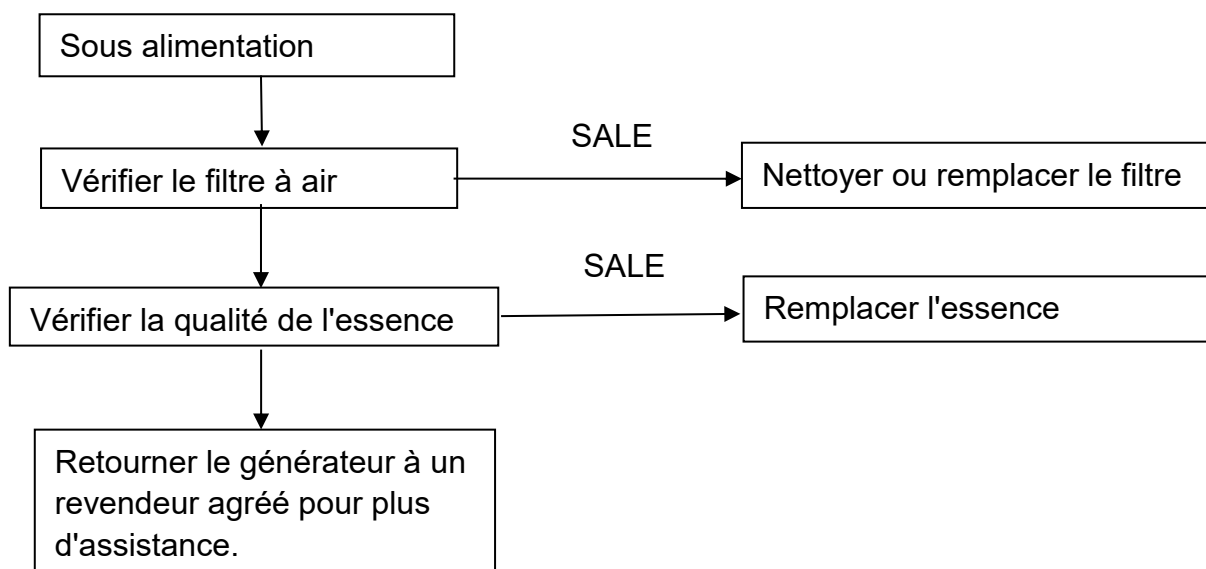 Sous alimentation
SALE
Vérifier le filtre à air
Nettoyer ou remplacer le filtre
SALE
Vérifier la qualité de l'essence
Remplacer l'essence
Retourner le générateur à un
revendeur agréé pour plus
d'assistance.